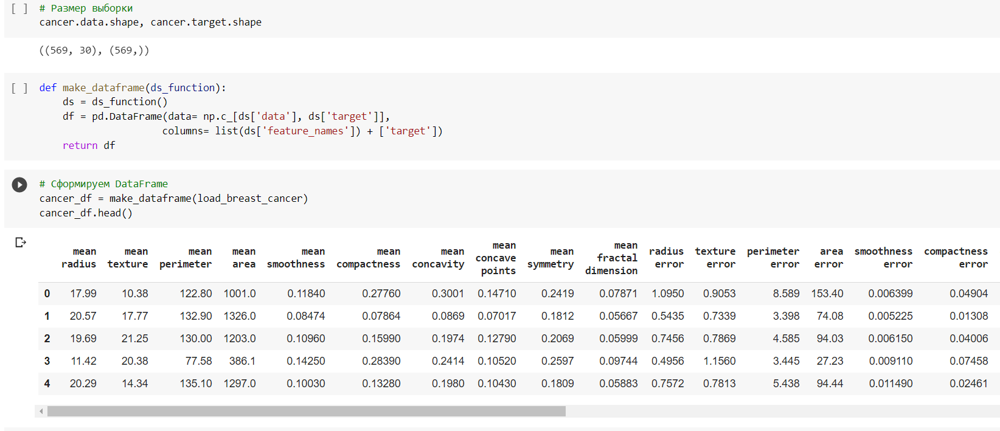 [ ] # Размер выборки
cancer.data.shape, cancer.target.shape
((569, 30), (569,))
[ ] def make_dataframe(ds_function):
ds = ds_function()
df = pd.DataFrame(data= np.c_[ds['data'], ds['target']],
columns= list(ds['feature_names']) + ['target'])
return df
# Сформируем DataFrame
cancer_df = make_dataframe(load_breast_cancer)
cancer_df.head()
mean radius mean texture mean perimeter mean area mean smoothness mean compactness mean concavity mean concave points mean symmetry mean fractal dimension radius error texture error perimeter error area error smoothness error compactness error
0 17.99 10.38 122.80 1001.0 0.11840 0.27760 0.3001 0.14710 0.2419 0.07871 1.0950 0.9053 8.589 153.40 0.006399 0.04904
1 20.57 17.77 132.90 1326.0 0.08474 0.07864 0.0869 0.07017 0.1812 0.05667 0.5435 0.7339 3.398 74.08 0.005225 0.01308
2 19.69 21.25 130.00 1203.0 0.10960 0.15990 0.1974 0.12790 0.2069 0.05999 0.7456 0.7869 4.585 94.03 0.006150 0.04006
3 11.42 20.38 77.58 386.1 0.14250 0.28390 0.2414 0.10520 0.2597 0.09744 0.4956 1.1560 3.445 27.23 0.009110 0.07458
4 20.29 14.34 135.10 1297.0 0.10030 0.13280 0.1980 0.10430 0.1809 0.05883 0.7572 0.7813 5.438 94.44 0.011490 0.02461